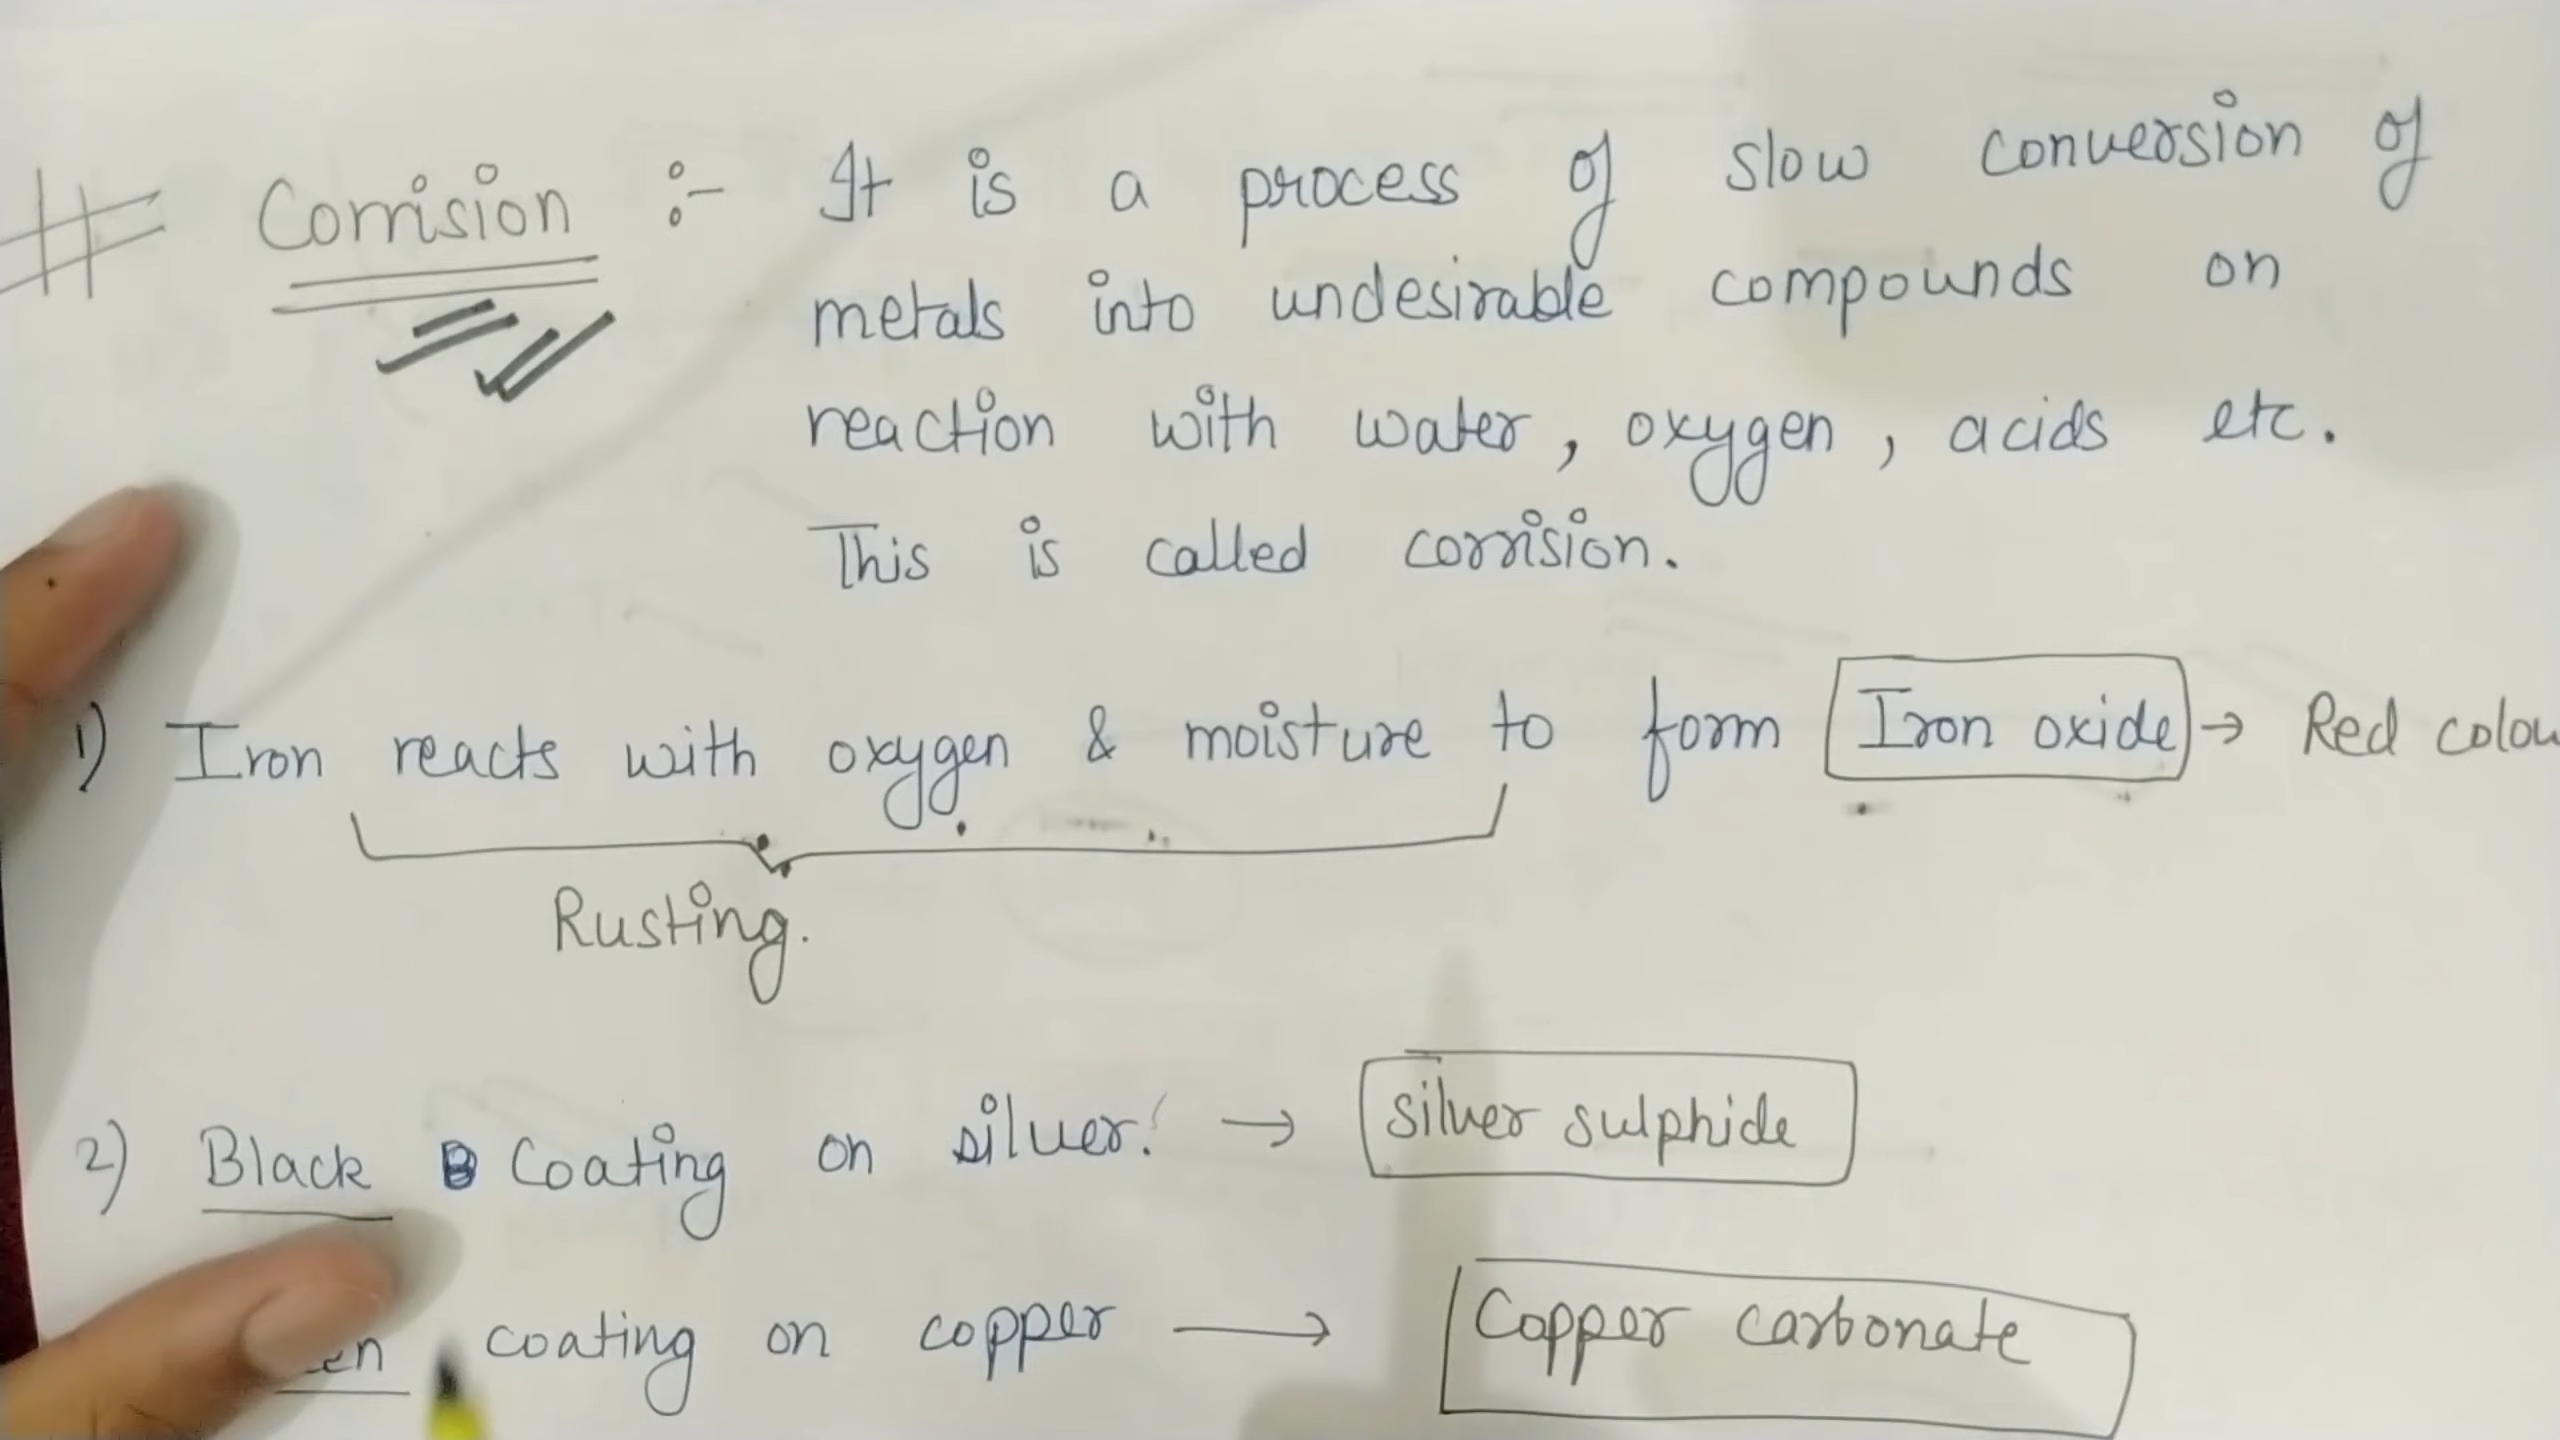 # Corrision :- It is a process of slow conversion of
metals into undesirable compounds on
reaction with water, oxygen, acids etc.
This is called corrision.
1) Iron reacts with oxygen & moisture to form Iron oxide → Red colou
Rusting.
2) Black Coating on silver. → Silver sulphide
een coating on copper → Copper carbonate